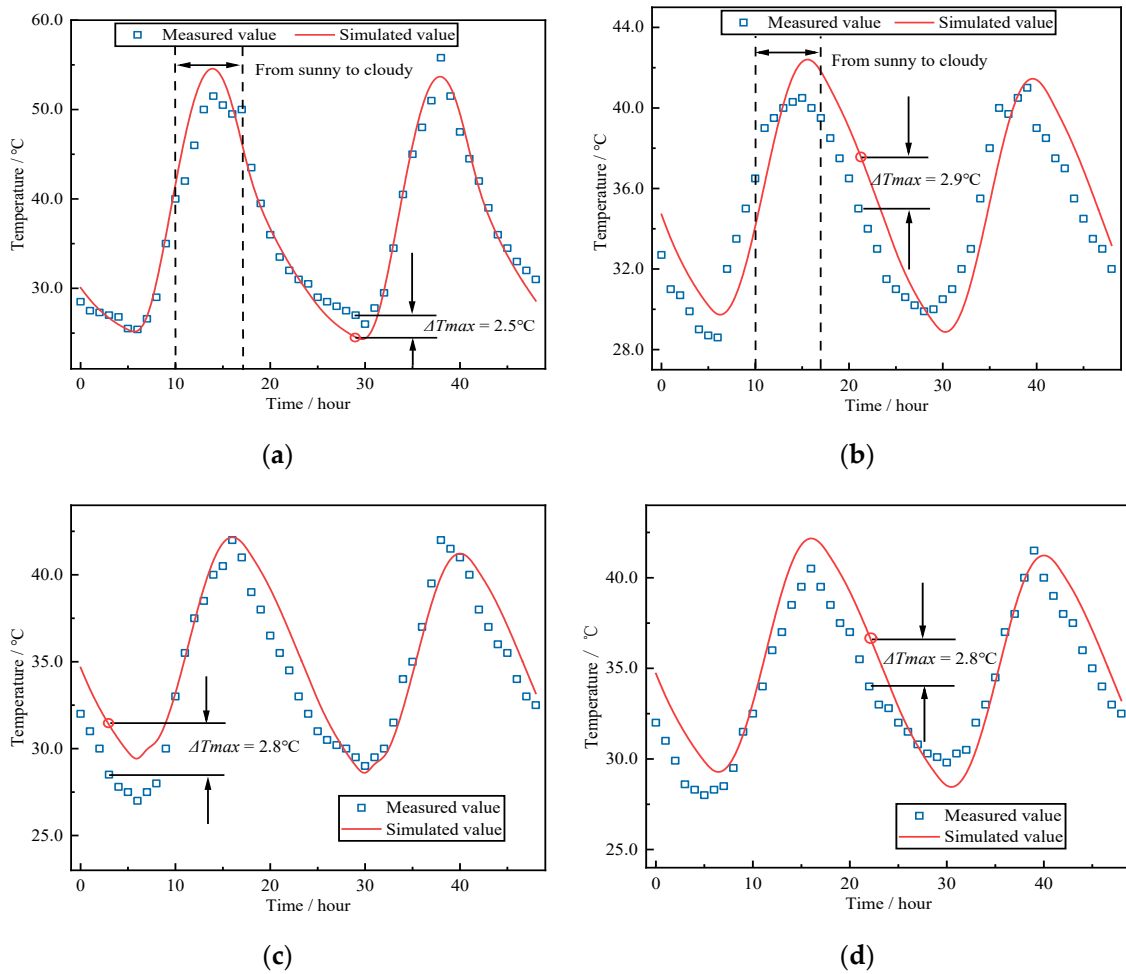 60.0
50.0
30.0
Temperature / °C
Measured value Simulated value
From sunny to cloudy
ΔTmax = 2.5°C
0 10 20 30 40
Time / hour
(a)
44.0
40.0
36.0
32.0
28.0
Temperature / °C
Measured value Simulated value
From sunny to cloudy
ΔTmax = 2.9°C
0 10 20 30 40
Time / hour
(b)
40.0
35.0
30.0
25.0
Temperature / °C
ΔTmax = 2.8°C
Measured value
Simulated value
0 10 20 30 40
Time / hour
(c)
40.0
35.0
30.0
25.0
Temperature / °C
ΔTmax = 2.8°C
Measured value
Simulated value
0 10 20 30 40
Time / hour
(d)